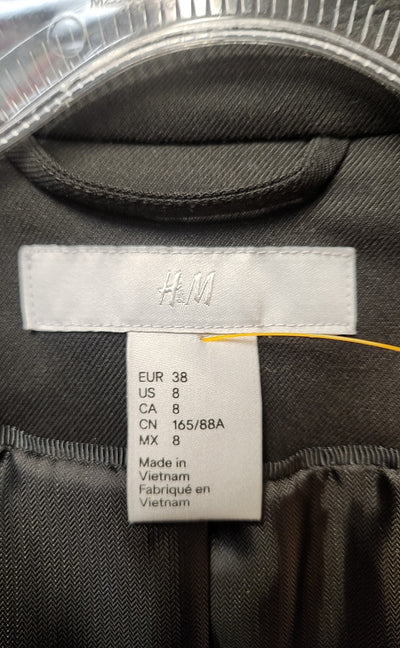 H&M
EUR 38
US 8
CA 8
CN 165/88A
MX 8
Made in
Vietnam
Fabriqué en
Vietnam